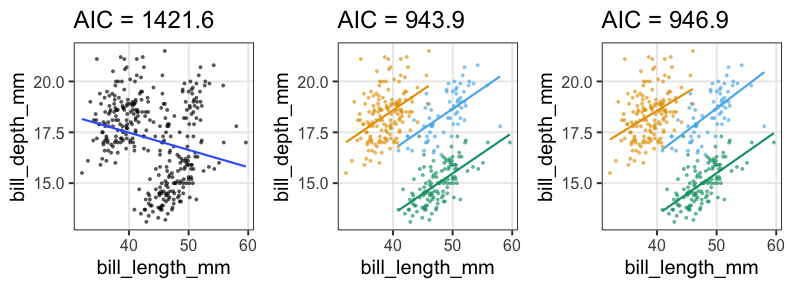 AIC = 1421.6
bill_depth_mm
20.0
17.5
15.0
40
50
60
bill_length_mm
AIC = 943.9
bill_depth_mm
20.0
17.5
15.0
40
50
60
bill_length_mm
AIC = 946.9
bill_depth_mm
20.0
17.5
15.0
40
50
60
bill_length_mm